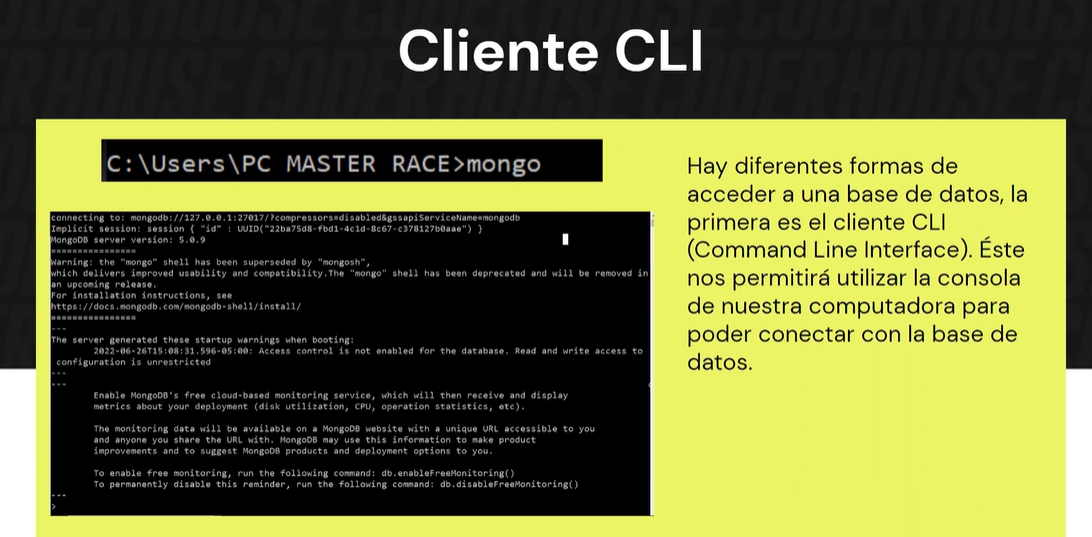 Cliente CLI
C:\Users\PC MASTER RACE>mongo
connecting to: mongodb://127.0.0.1:27017/?compressors=disabled&gssapiServiceName=mongodb
Implicit session: session { "id" : UUID("22ba75d8-fbd1-4c1d-8c67-c378127b0aae") }
MongoDB server version: 5.0.9
================
Warning: the "mongo" shell has been superseded by "mongosh",
which delivers improved usability and compatibility.The "mongo" shell has been deprecated and will be removed in
an upcoming release.
For installation instructions, see
https://docs.mongodb.com/mongodb-shell/install/
================
---
The server generated these startup warnings when booting:
2022-06-26T15:08:31.596-05:00: Access control is not enabled for the database. Read and write access to
configuration is unrestricted
---
---
Enable MongoDB's free cloud-based monitoring service, which will then receive and display
metrics about your deployment (disk utilization, CPU, operation statistics, etc).
The monitoring data will be available on a MongoDB website with a unique URL accessible to you
and anyone you share the URL with. MongoDB may use this information to make product
improvements and to suggest MongoDB products and deployment options to you.
To enable free monitoring, run the following command: db.enableFreeMonitoring()
To permanently disable this reminder, run the following command: db.disableFreeMonitoring()
---
>
Hay diferentes formas de
acceder a una base de datos, la
primera es el cliente CLI
(Command Line Interface). Éste
nos permitirá utilizar la consola
de nuestra computadora para
poder conectar con la base de
datos.